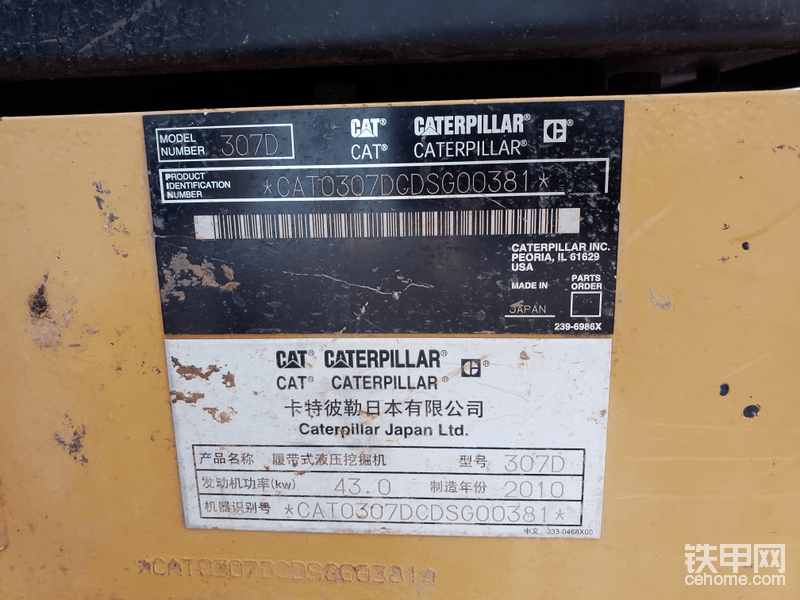 MODEL NUMBER 307D CAT® CATERPILLAR® C®
CAT® CATERPILLAR®
PRODUCT IDENTIFICATION NUMBER *CAT0307DCDSG00381*
CATERPILLAR INC.
PEORIA, IL 61629
USA
MADE IN JAPAN PARTS ORDER
239-6986X
CAT® CATERPILLAR® C®
CAT® CATERPILLAR®
卡特彼勒日本有限公司
Caterpillar Japan Ltd.
产品名称 履带式液压挖掘机 型号 307D
发动机功率(kw) 43.0 制造年份 2010
机器识别号 *CAT0307DCDSG00381*
中文 333-0468X00
*CAT0307DCDSG00381*
铁甲网
cehome.com